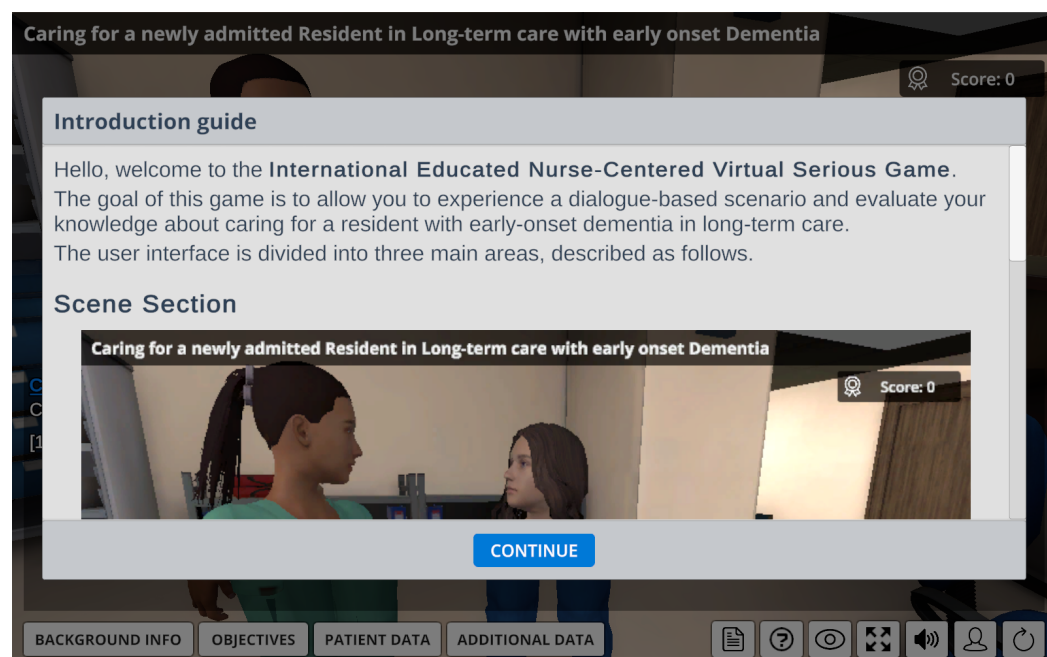 Caring for a newly admitted Resident in Long-term care with early onset Dementia
Score: 0
Introduction guide
Hello, welcome to the International Educated Nurse-Centered Virtual Serious Game.
The goal of this game is to allow you to experience a dialogue-based scenario and evaluate your
knowledge about caring for a resident with early-onset dementia in long-term care.
The user interface is divided into three main areas, described as follows.
Scene Section
Caring for a newly admitted Resident in Long-term care with early onset Dementia
Score: 0
C
C
[1
CONTINUE
BACKGROUND INFO
OBJECTIVES
PATIENT DATA
ADDITIONAL DATA